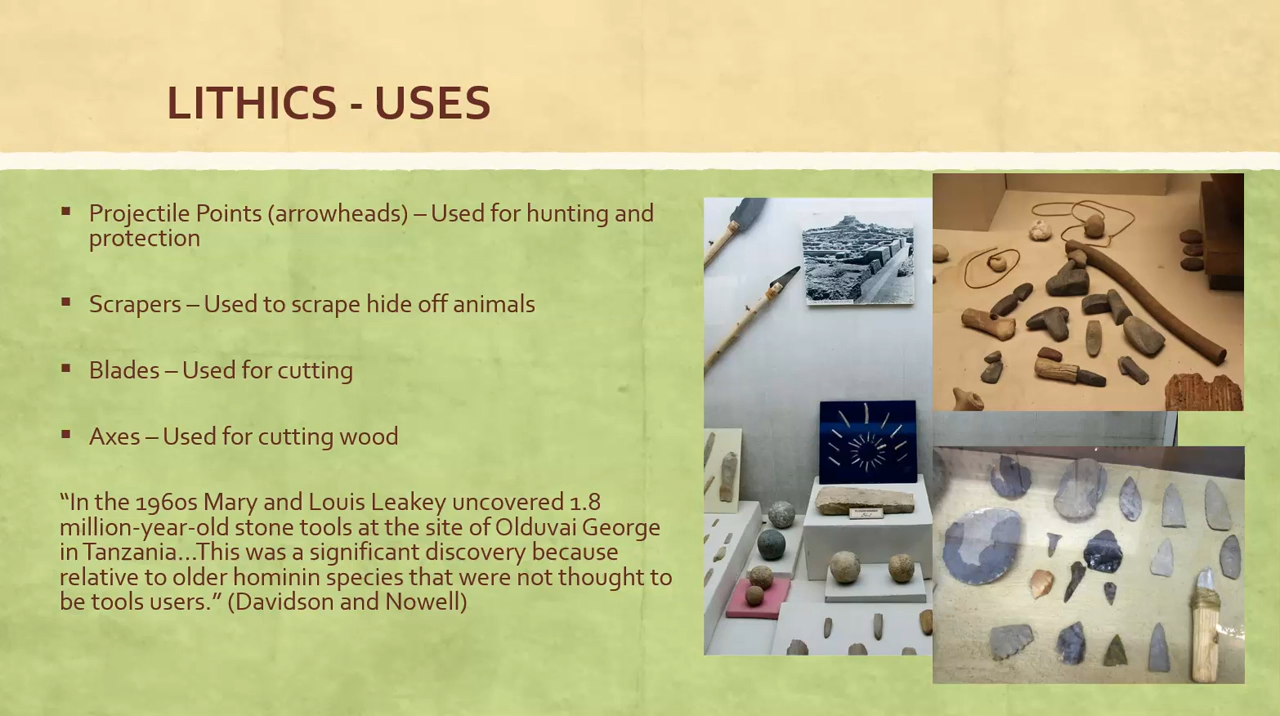 LITHICS - USES
▪ Projectile Points (arrowheads) – Used for hunting and
protection
▪ Scrapers – Used to scrape hide off animals
▪ Blades – Used for cutting
▪ Axes – Used for cutting wood
“In the 1960s Mary and Louis Leakey uncovered 1.8
million-year-old stone tools at the site of Olduvai George
in Tanzania...This was a significant discovery because
relative to older hominin species that were not thought to
be tools users.” (Davidson and Nowell)